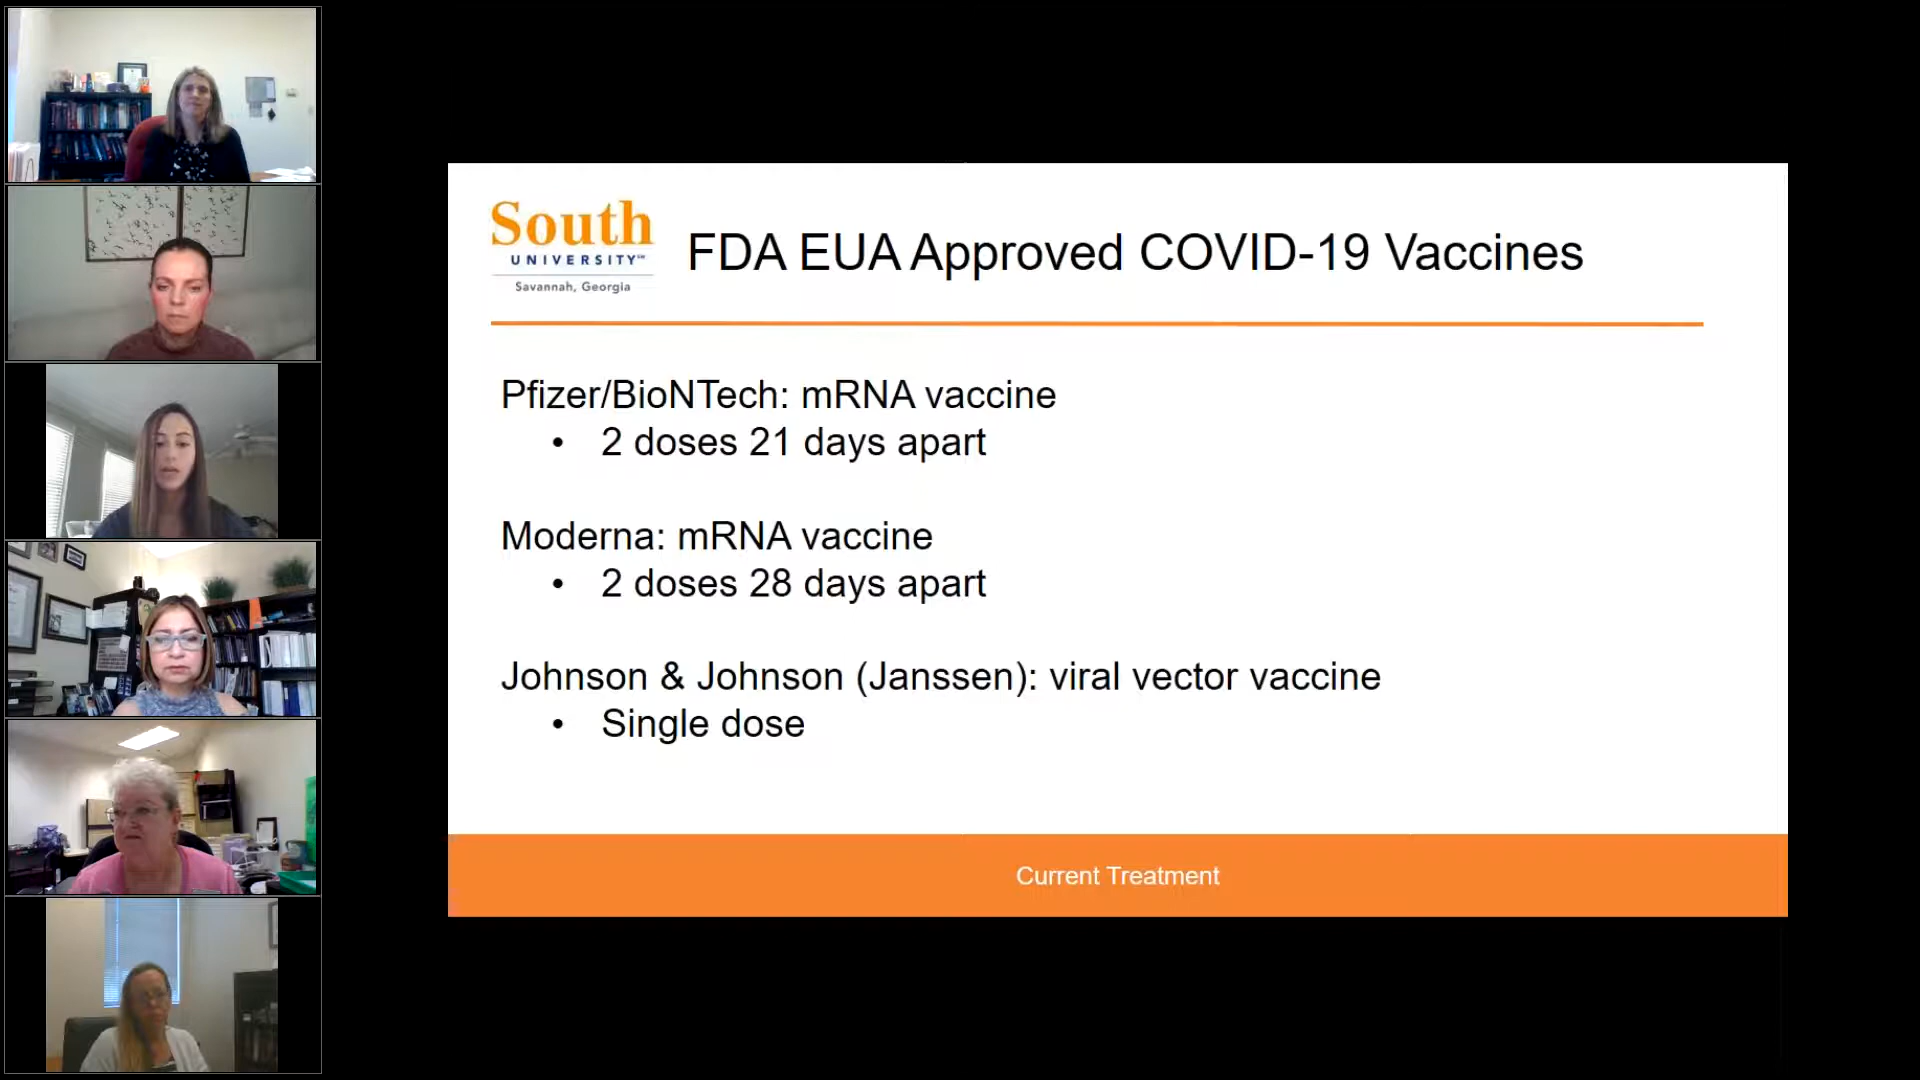 South
UNIVERSITY℠
Savannah, Georgia
FDA EUA Approved COVID-19 Vaccines
Pfizer/BioNTech: mRNA vaccine
• 2 doses 21 days apart
Moderna: mRNA vaccine
• 2 doses 28 days apart
Johnson & Johnson (Janssen): viral vector vaccine
• Single dose
Current Treatment